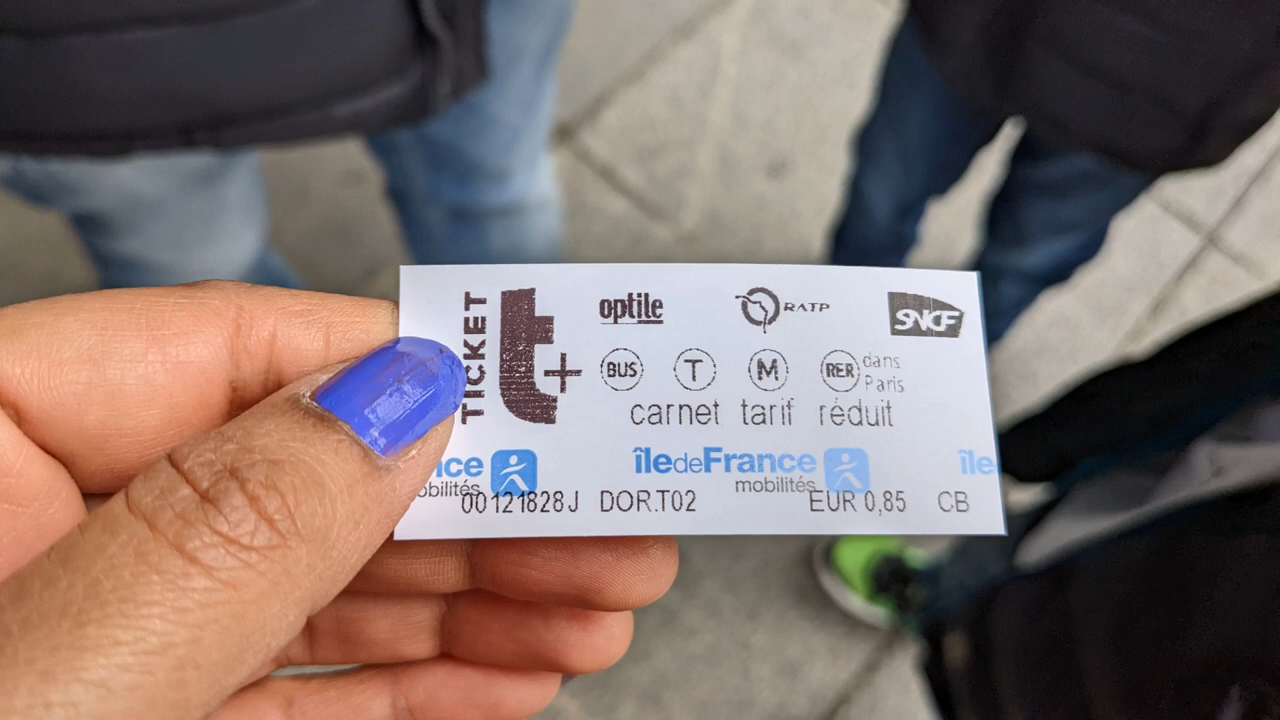 TICKET t+
optile RATP SNCF
BUS T M RER dans Paris
carnet tarif réduit
nce îledeFrance île
obilités mobilités
00121828J DOR.T02 EUR 0,85 CB